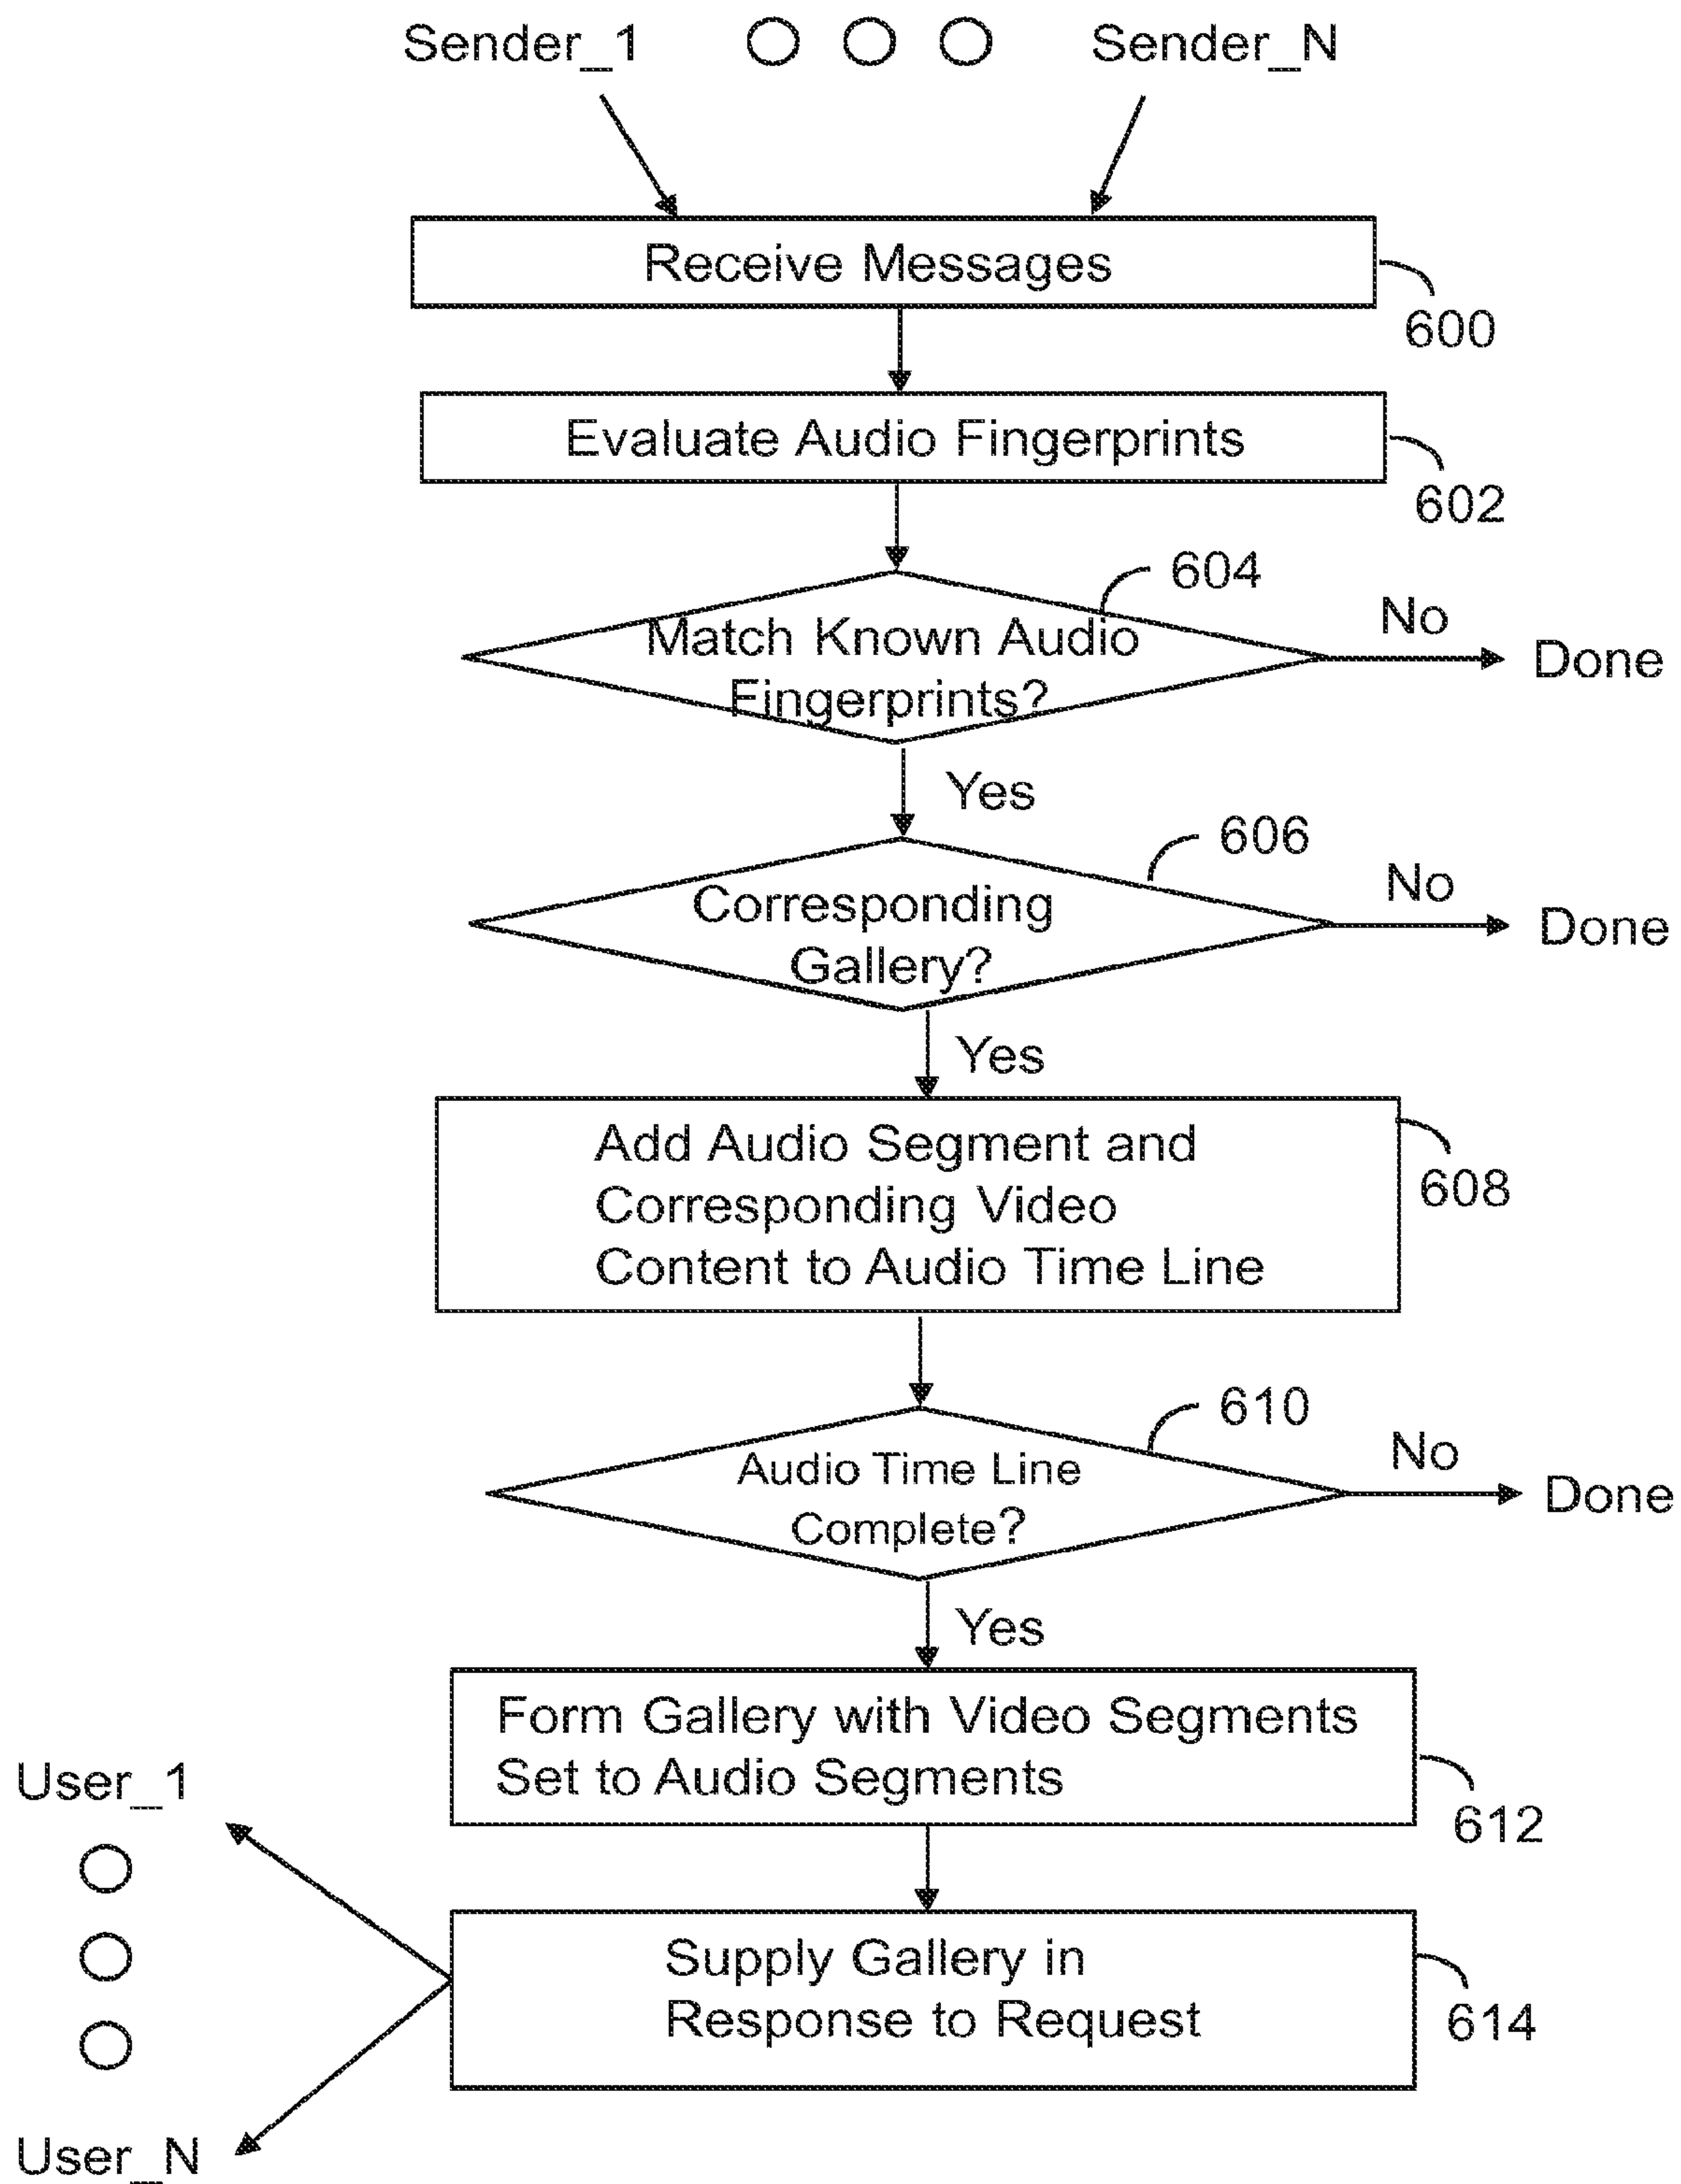 Sender_1 Sender_N
Receive Messages
600
Evaluate Audio Fingerprints
602
604
Match Known Audio
Fingerprints?
No
Done
Yes
606
Corresponding
Gallery?
No
Done
Yes
Add Audio Segment and
Corresponding Video
Content to Audio Time Line
608
610
Audio Time Line
Complete?
No
Done
Yes
Form Gallery with Video Segments
Set to Audio Segments
612
User_1
Supply Gallery in
Response to Request
614
User_N